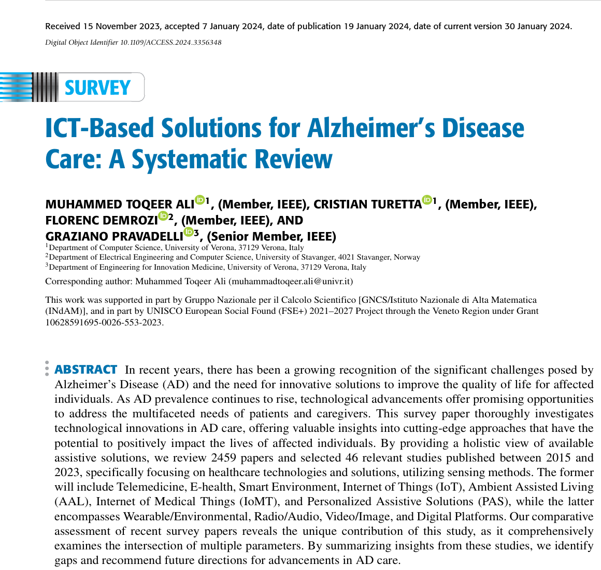 Received 15 November 2023, accepted 7 January 2024, date of publication 19 January 2024, date of current version 30 January 2024.
Digital Object Identifier 10.1109/ACCESS.2024.3356348
SURVEY
ICT-Based Solutions for Alzheimer's Disease
Care: A Systematic Review
MUHAMMED TOQEER ALI iD 1, (Member, IEEE), CRISTIAN TURETTA iD 1, (Member, IEEE),
FLORENC DEMROZI iD 2, (Member, IEEE), AND
GRAZIANO PRAVADELLI iD 3, (Senior Member, IEEE)
1Department of Computer Science, University of Verona, 37129 Verona, Italy
2Department of Electrical Engineering and Computer Science, University of Stavanger, 4021 Stavanger, Norway
3Department of Engineering for Innovation Medicine, University of Verona, 37129 Verona, Italy
Corresponding author: Muhammed Toqeer Ali (muhammadtoqeer.ali@univr.it)
This work was supported in part by Gruppo Nazionale per il Calcolo Scientifico [GNCS/Istituto Nazionale di Alta Matematica
(INdAM)], and in part by UNISCO European Social Found (FSE+) 2021–2027 Project through the Veneto Region under Grant
10628591695-0026-553-2023.
ABSTRACT In recent years, there has been a growing recognition of the significant challenges posed by
Alzheimer's Disease (AD) and the need for innovative solutions to improve the quality of life for affected
individuals. As AD prevalence continues to rise, technological advancements offer promising opportunities
to address the multifaceted needs of patients and caregivers. This survey paper thoroughly investigates
technological innovations in AD care, offering valuable insights into cutting-edge approaches that have the
potential to positively impact the lives of affected individuals. By providing a holistic view of available
assistive solutions, we review 2459 papers and selected 46 relevant studies published between 2015 and
2023, specifically focusing on healthcare technologies and solutions, utilizing sensing methods. The former
will include Telemedicine, E-health, Smart Environment, Internet of Things (IoT), Ambient Assisted Living
(AAL), Internet of Medical Things (IoMT), and Personalized Assistive Solutions (PAS), while the latter
encompasses Wearable/Environmental, Radio/Audio, Video/Image, and Digital Platforms. Our comparative
assessment of recent survey papers reveals the unique contribution of this study, as it comprehensively
examines the intersection of multiple parameters. By summarizing insights from these studies, we identify
gaps and recommend future directions for advancements in AD care.